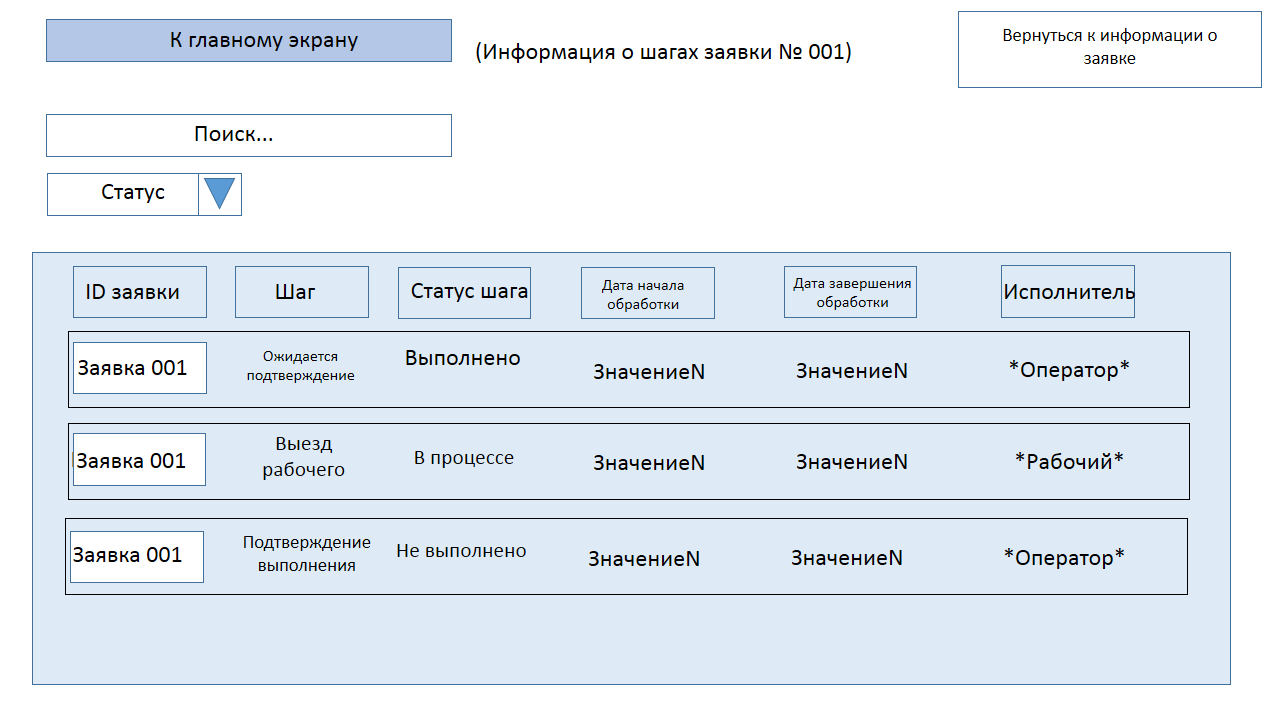 К главному экрану
(Информация о шагах заявки № 001)
Вернуться к информации о
заявке
Поиск...
Статус
ID заявки
Шаг
Статус шага
Дата начала
обработки
Дата завершения
обработки
Исполнитель
Заявка 001
Ожидается
подтверждение
Выполнено
ЗначениеN
ЗначениеN
*Оператор*
Заявка 001
Выезд
рабочего
В процессе
ЗначениеN
ЗначениеN
*Рабочий*
Заявка 001
Подтверждение
выполнения
Не выполнено
ЗначениеN
ЗначениеN
*Оператор*